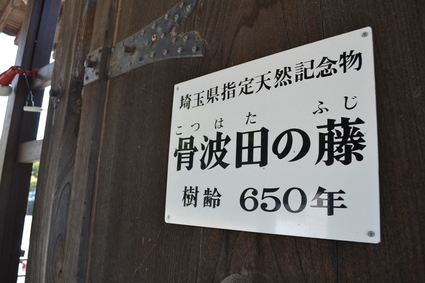 埼玉県指定天然記念物
こつはた ふじ
骨波田の藤
樹齢 650年